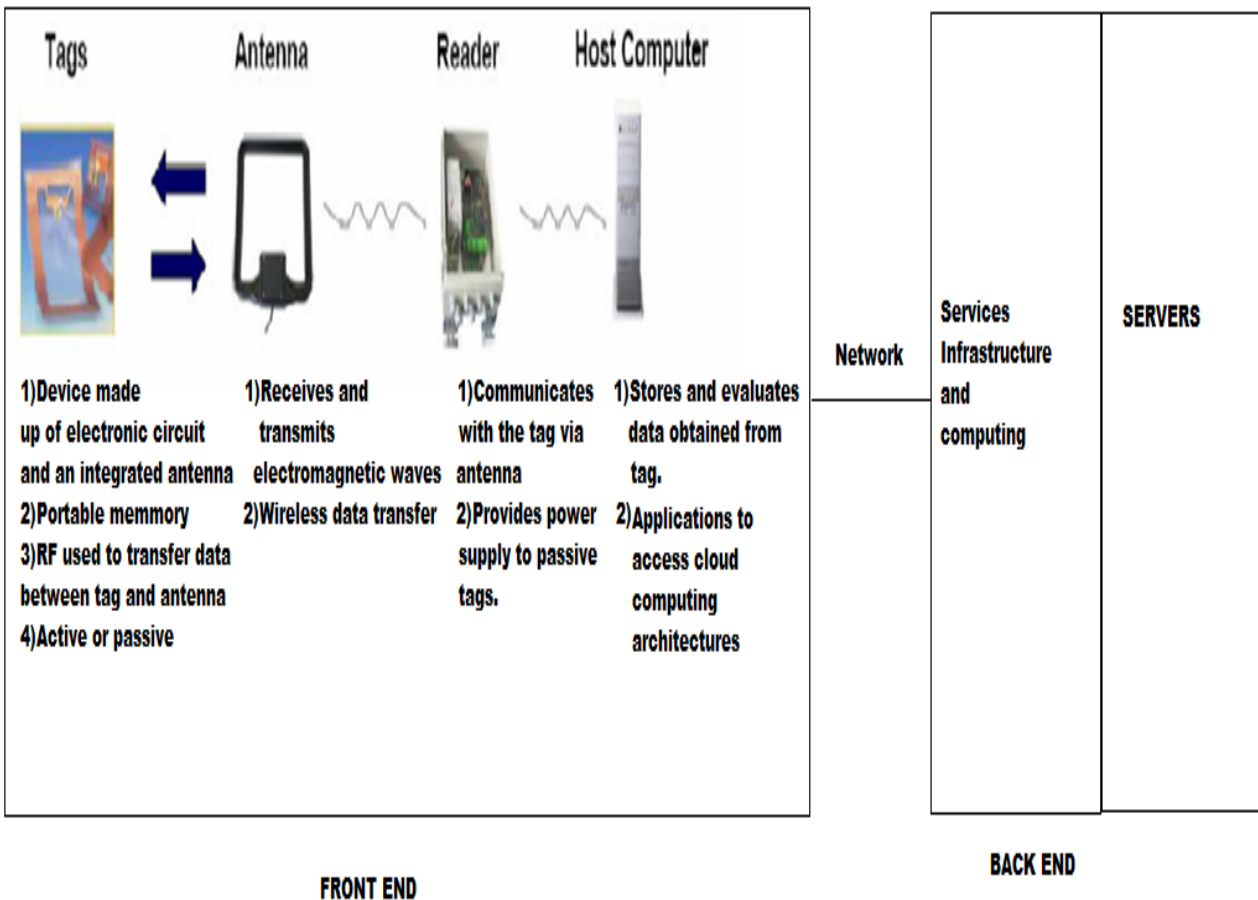 Tags
Antenna
Reader
Host Computer
1)Device made
up of electronic circuit
and an integrated antenna
2)Portable memmory
3)RF used to transfer data
between tag and antenna
4)Active or passive
1)Receives and
transmits
electromagnetic waves
2)Wireless data transfer
1)Communicates
with the tag via
antenna
2)Provides power
supply to passive
tags.
1)Stores and evaluates
data obtained from
tag.
2)Applications to
access cloud
computing
architectures
Network
Services
Infrastructure
and
computing
SERVERS
FRONT END
BACK END